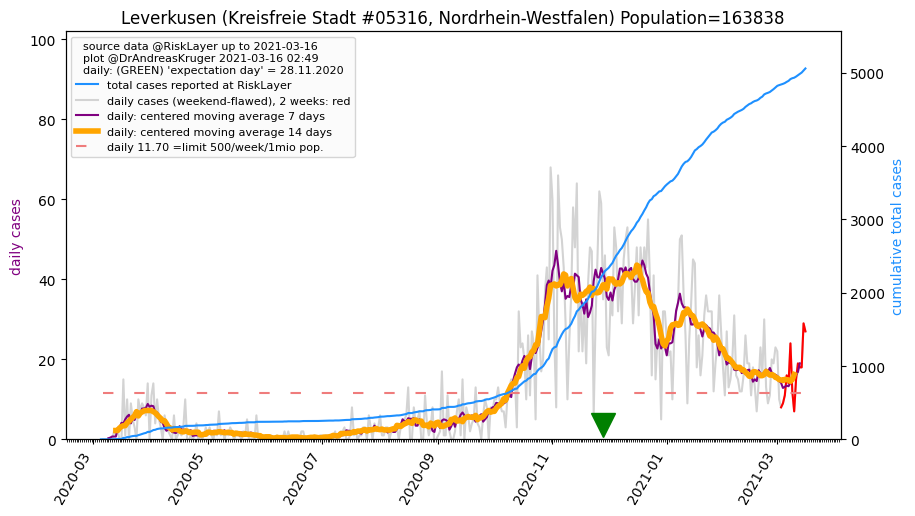 Leverkusen (Kreisfreie Stadt #05316, Nordrhein-Westfalen) Population=163838
source data @RiskLayer up to 2021-03-16
plot @DrAndreasKruger 2021-03-16 02:49
daily: (GREEN) 'expectation day' = 28.11.2020
total cases reported at RiskLayer
daily cases (weekend-flawed), 2 weeks: red
daily: centered moving average 7 days
daily: centered moving average 14 days
daily 11.70 =limit 500/week/1mio pop.
daily cases
100
80
60
40
20
0
cumulative total cases
5000
4000
3000
2000
1000
0
2020-03
2020-05
2020-07
2020-09
2020-11
2021-01
2021-03